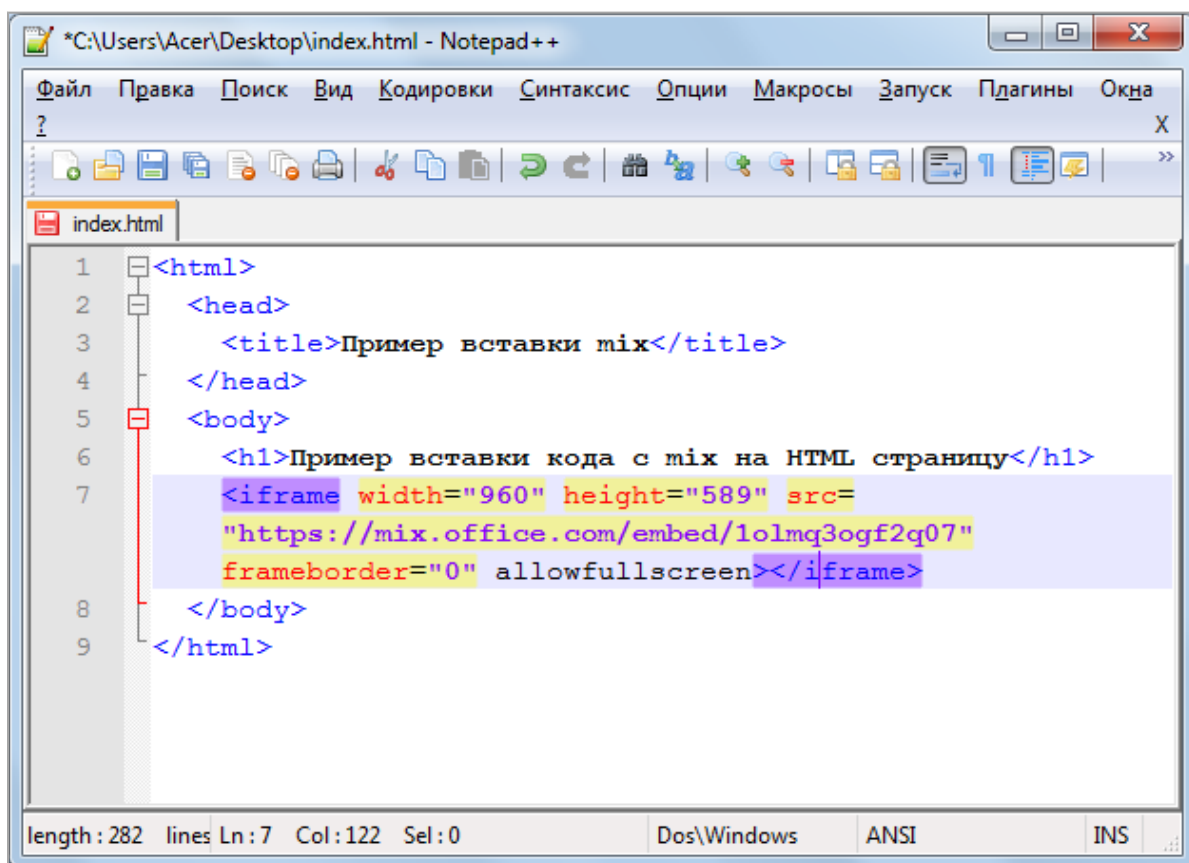 *C:\Users\Acer\Desktop\index.html - Notepad++
Файл Правка Поиск Вид Кодировки Синтаксис Опции Макросы Запуск Плагины Окна
? X
index.html
1 <html>
2 <head>
3 <title>Пример вставки mix</title>
4 </head>
5 <body>
6 <h1>Пример вставки кода с mix на HTML страницу</h1>
7 <iframe width="960" height="589" src=
"https://mix.office.com/embed/1olmq3ogf2q07"
frameborder="0" allowfullscreen></iframe>
8 </body>
9 </html>
length : 282 lines Ln : 7 Col : 122 Sel : 0 Dos\Windows ANSI INS